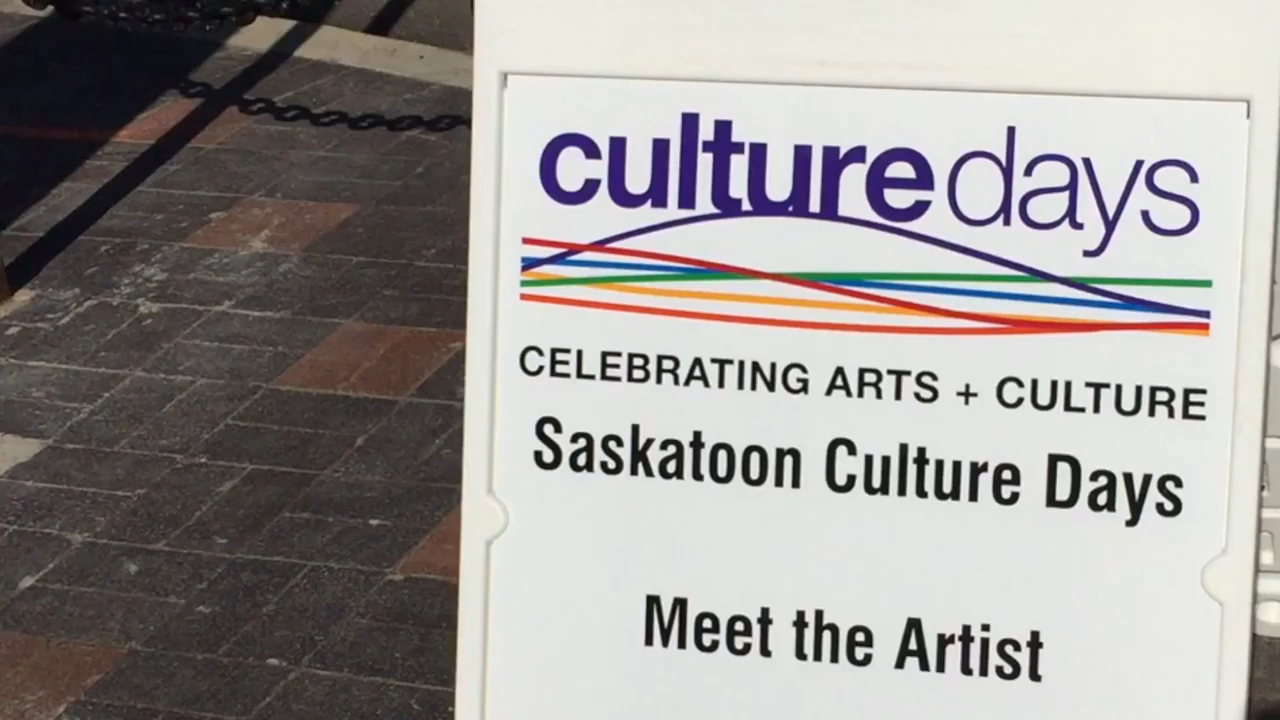 culturedays
CELEBRATING ARTS + CULTURE
Saskatoon Culture Days
Meet the Artist